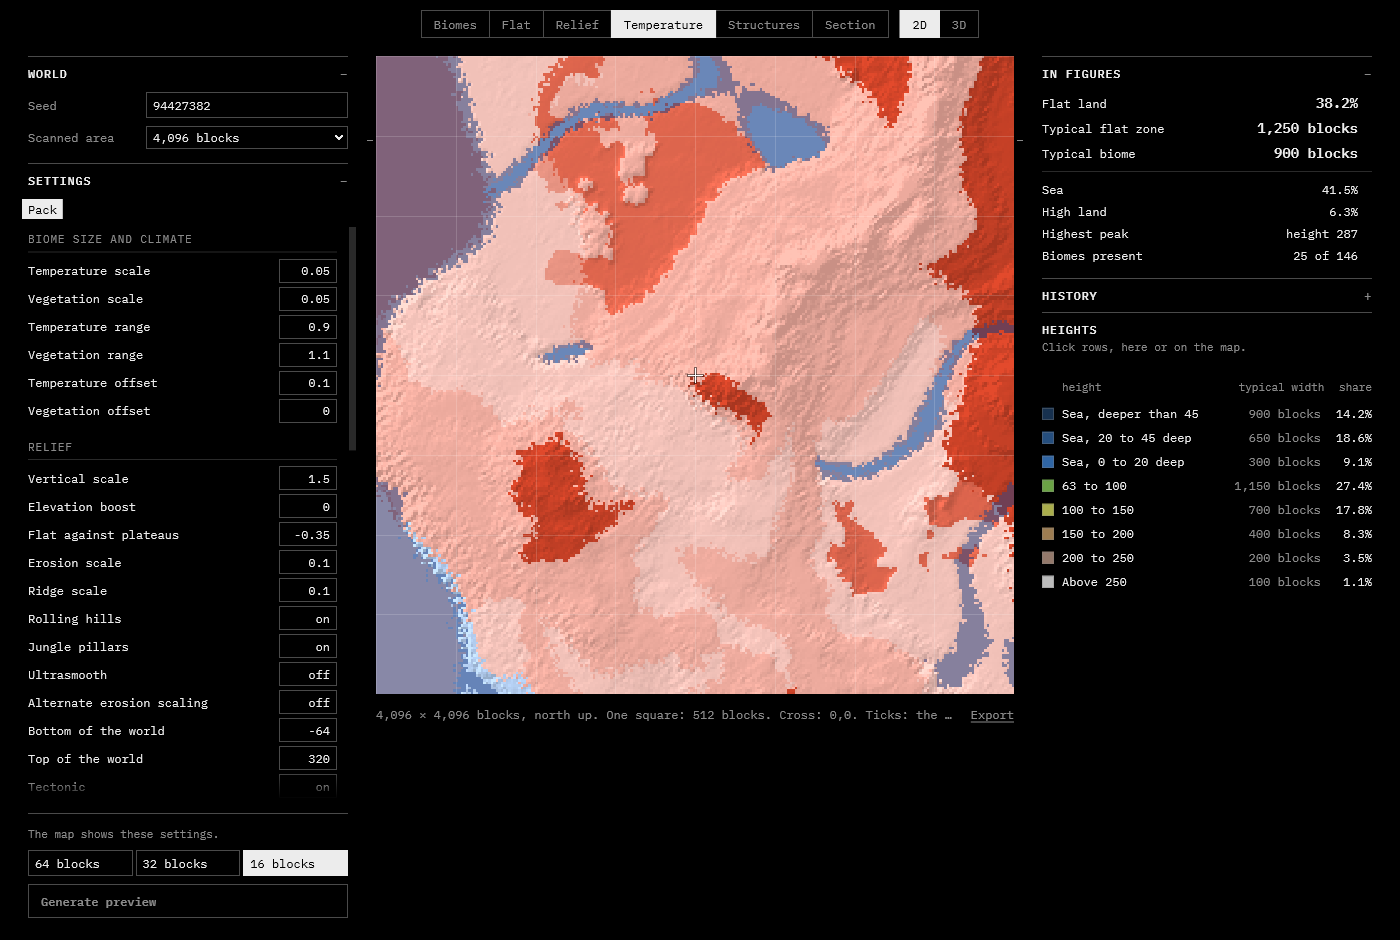 Biomes Flat Relief Temperature Structures Section 2D 3D
WORLD −
Seed 94427382
Scanned area 4,096 blocks
SETTINGS −
Pack
BIOME SIZE AND CLIMATE
Temperature scale 0.05
Vegetation scale 0.05
Temperature range 0.9
Vegetation range 1.1
Temperature offset 0.1
Vegetation offset 0
RELIEF
Vertical scale 1.5
Elevation boost 0
Flat against plateaus -0.35
Erosion scale 0.1
Ridge scale 0.1
Rolling hills on
Jungle pillars on
Ultrasmooth off
Alternate erosion scaling off
Bottom of the world -64
Top of the world 320
Tectonic on
The map shows these settings.
64 blocks 32 blocks 16 blocks
Generate preview
4,096 × 4,096 blocks, north up. One square: 512 blocks. Cross: 0,0. Ticks: the … Export
IN FIGURES −
Flat land 38.2%
Typical flat zone 1,250 blocks
Typical biome 900 blocks
Sea 41.5%
High land 6.3%
Highest peak height 287
Biomes present 25 of 146
HISTORY +
HEIGHTS
Click rows, here or on the map.
height typical width share
Sea, deeper than 45 900 blocks 14.2%
Sea, 20 to 45 deep 650 blocks 18.6%
Sea, 0 to 20 deep 300 blocks 9.1%
63 to 100 1,150 blocks 27.4%
100 to 150 700 blocks 17.8%
150 to 200 400 blocks 8.3%
200 to 250 200 blocks 3.5%
Above 250 100 blocks 1.1%